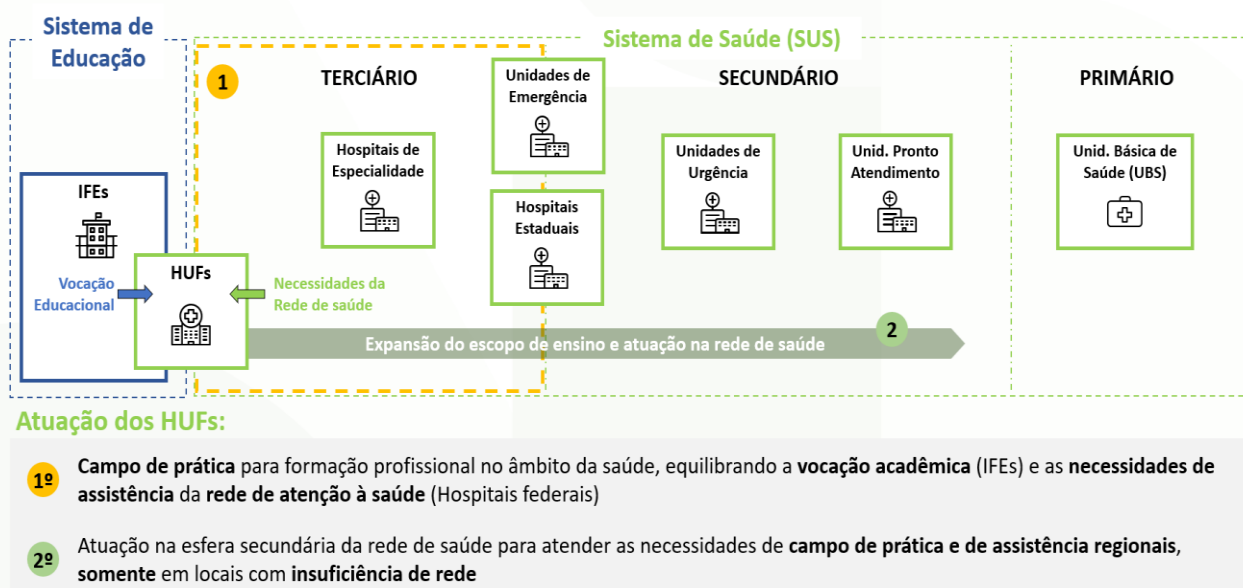 Sistema de
Educação
Sistema de Saúde (SUS)
1
TERCIÁRIO
Unidades de
Emergência
SECUNDÁRIO
PRIMÁRIO
Hospitais de
Especialidade
Unidades de
Urgência
Unid. Pronto
Atendimento
Unid. Básica de
Saúde (UBS)
IFEs
Hospitais
Estaduais
HUFs
Vocação
Educacional
Necessidades da
Rede de saúde
2
Expansão do escopo de ensino e atuação na rede de saúde
Atuação dos HUFs:
1º
Campo de prática para formação profissional no âmbito da saúde, equilibrando a vocação acadêmica (IFEs) e as necessidades de
assistência da rede de atenção à saúde (Hospitais federais)
2º
Atuação na esfera secundária da rede de saúde para atender as necessidades de campo de prática e de assistência regionais,
somente em locais com insuficiência de rede